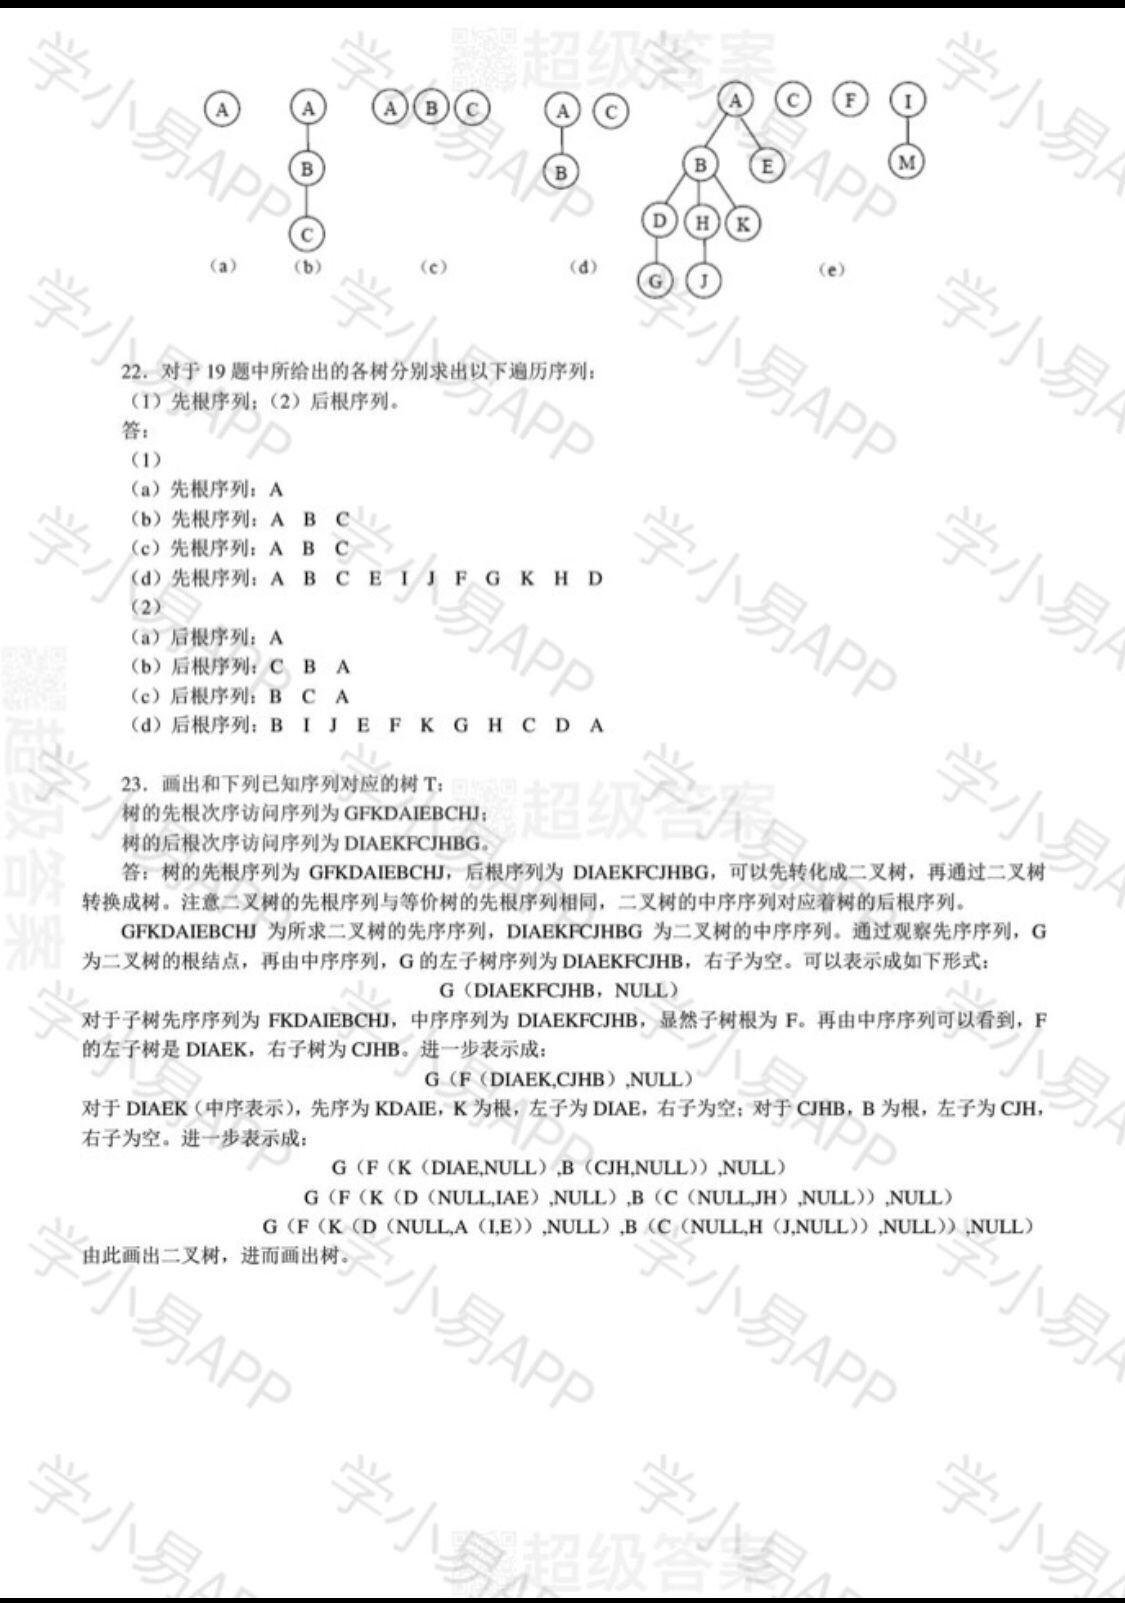 A A A B C A C A C F I
B B B E M
C D H K
G J
(a) (b) (c) (d) (e)
22．对于 19 题中所给出的各树分别求出以下遍历序列：
（1）先根序列；（2）后根序列。
答：
（1）
（a）先根序列：A
（b）先根序列：A B C
（c）先根序列：A B C
（d）先根序列：A B C E I J F G K H D
（2）
（a）后根序列：A
（b）后根序列：C B A
（c）后根序列：B C A
（d）后根序列：B I J E F K G H C D A
23．画出和下列已知序列对应的树 T：
树的先根次序访问序列为 GFKDAIEBCHJ；
树的后根次序访问序列为 DIAEKFCJHBG。
答：树的先根序列为 GFKDAIEBCHJ，后根序列为 DIAEKFCJHBG，可以先转化成二叉树，再通过二叉树
转换成树。注意二叉树的先根序列与等价树的先根序列相同，二叉树的中序序列对应着树的后根序列。
GFKDAIEBCHJ 为所求二叉树的先序序列，DIAEKFCJHBG 为二叉树的中序序列。通过观察先序序列，G
为二叉树的根结点，再由中序序列，G 的左子树序列为 DIAEKFCJHB，右子为空。可以表示成如下形式：
G（DIAEKFCJHB，NULL）
对于子树先序序列为 FKDAIEBCHJ，中序序列为 DIAEKFCJHB，显然子树根为 F。再由中序序列可以看到，F
的左子树是 DIAEK，右子树为 CJHB。进一步表示成：
G（F（DIAEK,CJHB）,NULL）
对于 DIAEK（中序表示），先序为 KDAIE，K 为根，左子为 DIAE，右子为空；对于 CJHB，B 为根，左子为 CJH，
右子为空。进一步表示成：
G（F（K（DIAE,NULL）,B（CJH,NULL））,NULL）
G（F（K（D（NULL,IAE）,NULL）,B（C（NULL,JH）,NULL））,NULL）
G（F（K（D（NULL,A（I,E））,NULL）,B（C（NULL,H（J,NULL））,NULL））,NULL）
由此画出二叉树，进而画出树。
学小易APP
超级答案